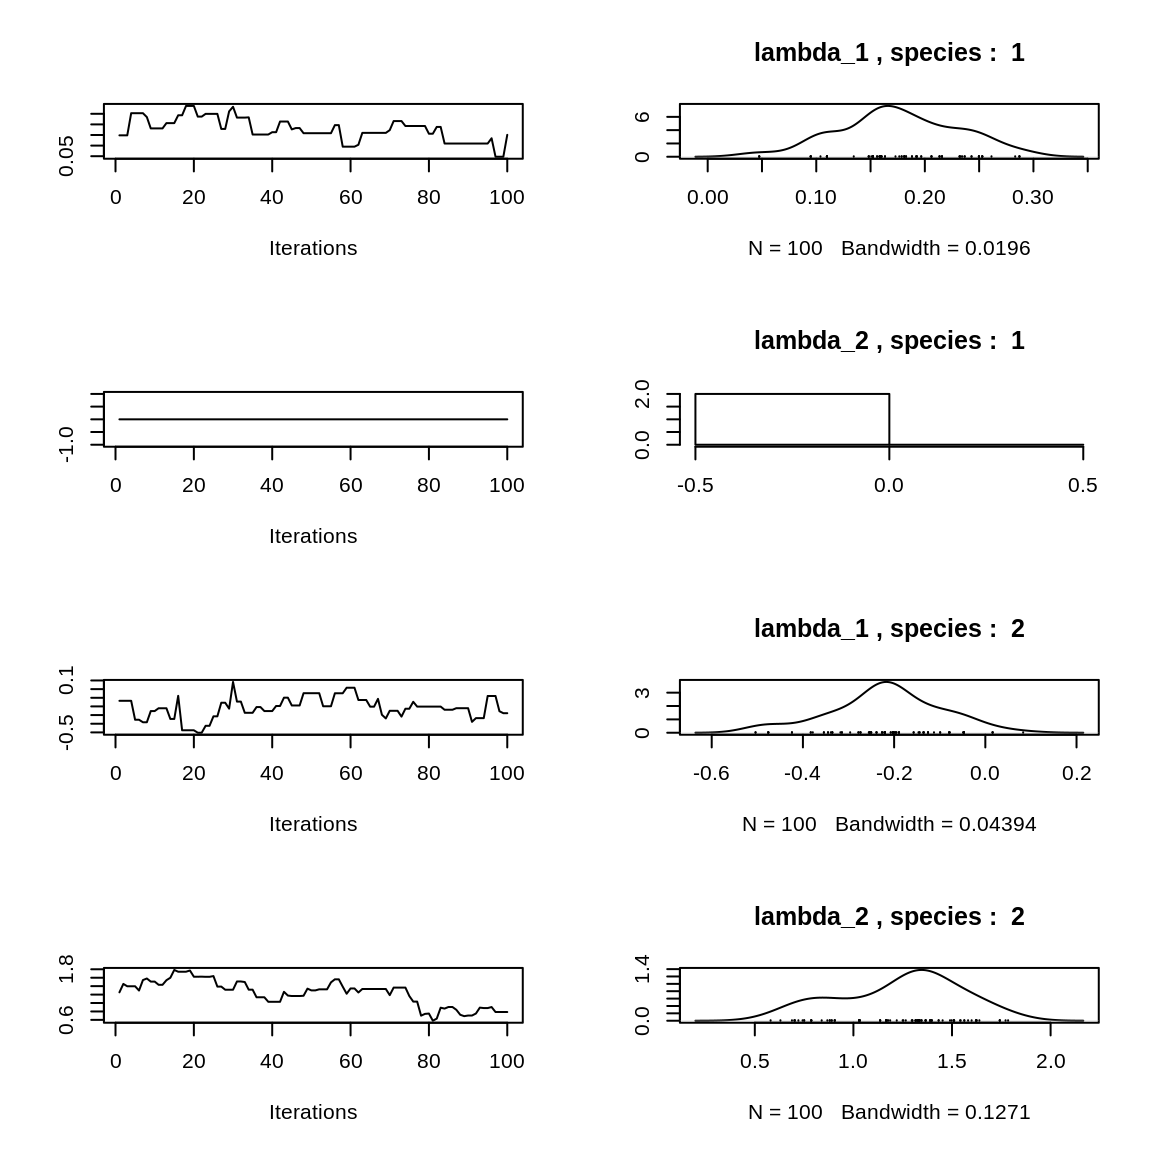 lambda_1 , species :  1
0.05
0 20 40 60 80 100
Iterations
0 6
0.00 0.10 0.20 0.30
N = 100   Bandwidth = 0.0196
lambda_2 , species :  1
-1.0
0 20 40 60 80 100
Iterations
0.0 2.0
-0.5 0.0 0.5
lambda_1 , species :  2
-0.5 0.1
0 20 40 60 80 100
Iterations
0 3
-0.6 -0.4 -0.2 0.0 0.2
N = 100   Bandwidth = 0.04394
lambda_2 , species :  2
0.6 1.8
0 20 40 60 80 100
Iterations
0.0 1.4
0.5 1.0 1.5 2.0
N = 100   Bandwidth = 0.1271